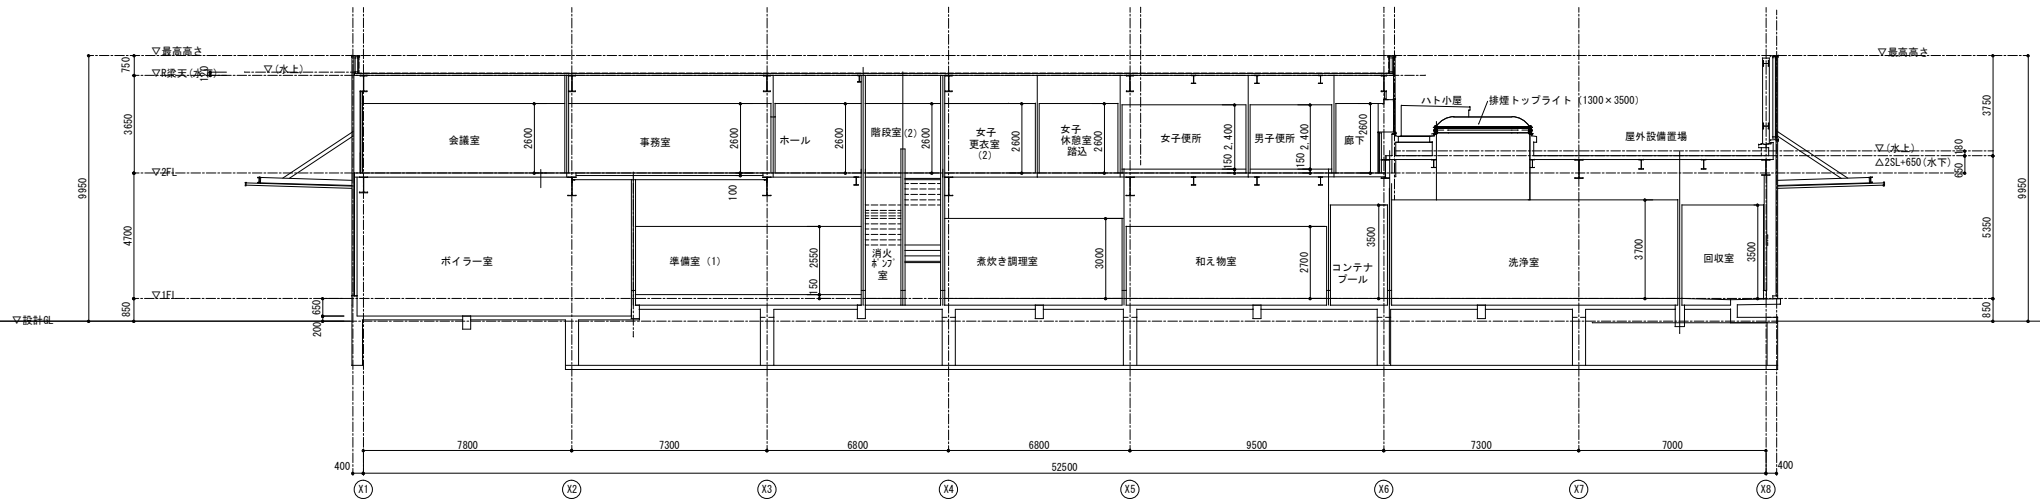 ▽最高高さ
▽最高高さ
750
▽R梁天(水下)
▽(水上)
3650
3750
9950
9950
会議室
2600
事務室
2600
ホール
2600
階段室(2)
2600
女子
更衣室
(2)
2600
女子
休憩室
踏込
2600
女子便所
150 2,400
男子便所
150 2,400
廊下
2600
ハト小屋
排煙トップライト (1300×3500)
屋外設備置場
▽(水上)
180
△2SL+650(水下)
650
▽2FL
100
4700
5350
ボイラー室
準備室 (1)
2550
150
消火
ポンプ
室
煮炊き調理室
3000
和え物室
2700
コンテナ
プール
3500
洗浄室
3700
回収室
3500
▽1FL
850
650
200
850
▽設計GL
7800
7300
6800
6800
9500
7300
7000
400
52500
400
X1
X2
X3
X4
X5
X6
X7
X8